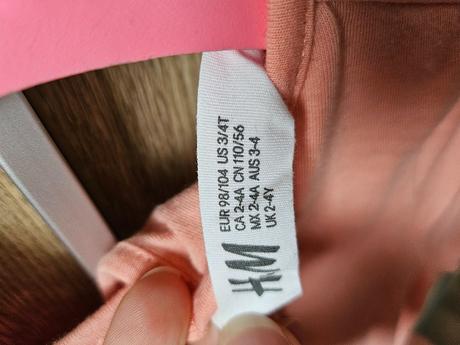 EUR 98/104 US 3/4T
CA 2-4A CN 110/56
MX 2-4A AUS 3-4
UK 2-4Y
H&M